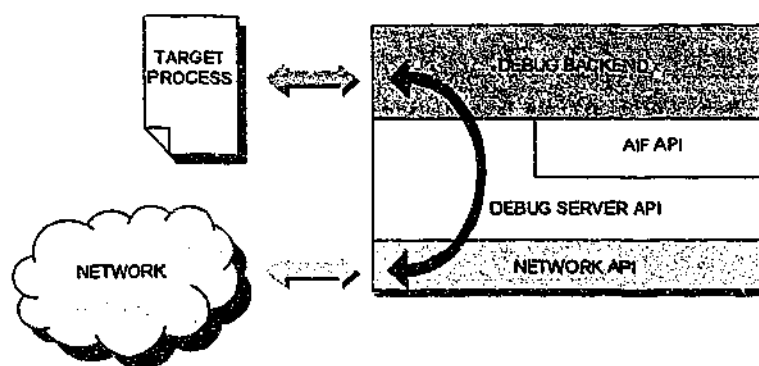 TARGET
PROCESS
DEBUG BACKEND
AIF API
DEBUG SERVER API
NETWORK
NETWORK API